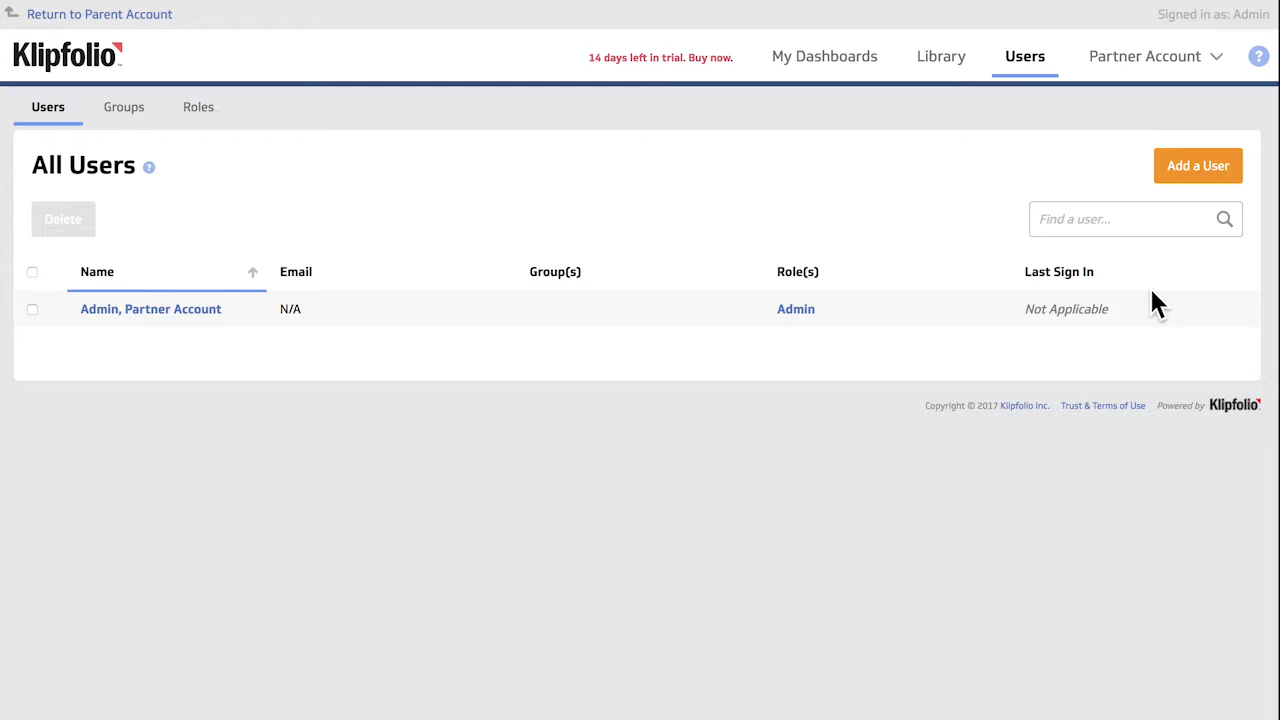 Return to Parent Account
Signed in as: Admin
Klipfolio
14 days left in trial. Buy now.
My Dashboards
Library
Users
Partner Account
?
Users
Groups
Roles
All Users ?
Add a User
Delete
Find a user...
Name
Email
Group(s)
Role(s)
Last Sign In
Admin, Partner Account
N/A
Admin
Not Applicable
Copyright © 2017 Klipfolio Inc.
Trust & Terms of Use
Powered by Klipfolio